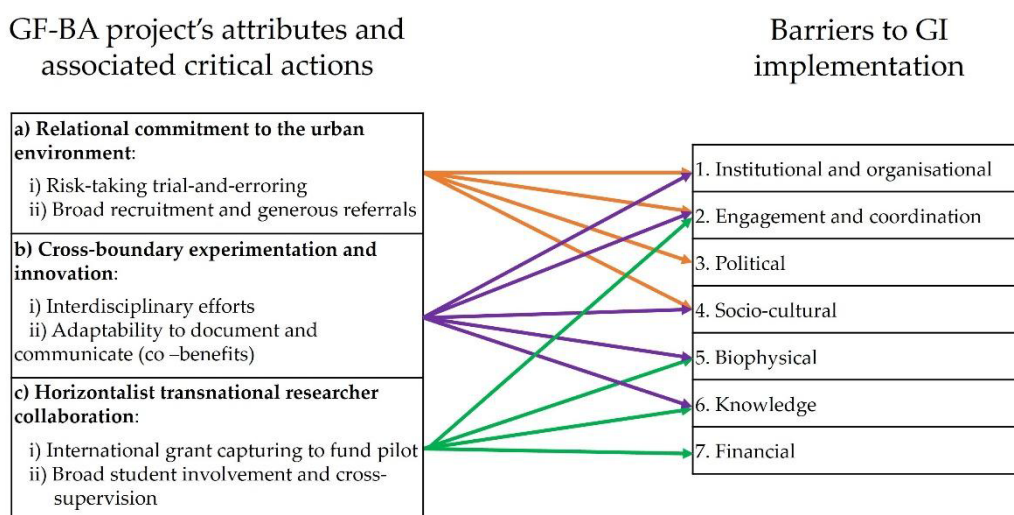 GF-BA project's attributes and
associated critical actions
Barriers to GI
implementation
a) Relational commitment to the urban
environment:
i) Risk-taking trial-and-erroring
ii) Broad recruitment and generous referrals
b) Cross-boundary experimentation and
innovation:
i) Interdisciplinary efforts
ii) Adaptability to document and
communicate (co –benefits)
c) Horizontalist transnational researcher
collaboration:
i) International grant capturing to fund pilot
ii) Broad student involvement and cross-
supervision
1. Institutional and organisational
2. Engagement and coordination
3. Political
4. Socio-cultural
5. Biophysical
6. Knowledge
7. Financial